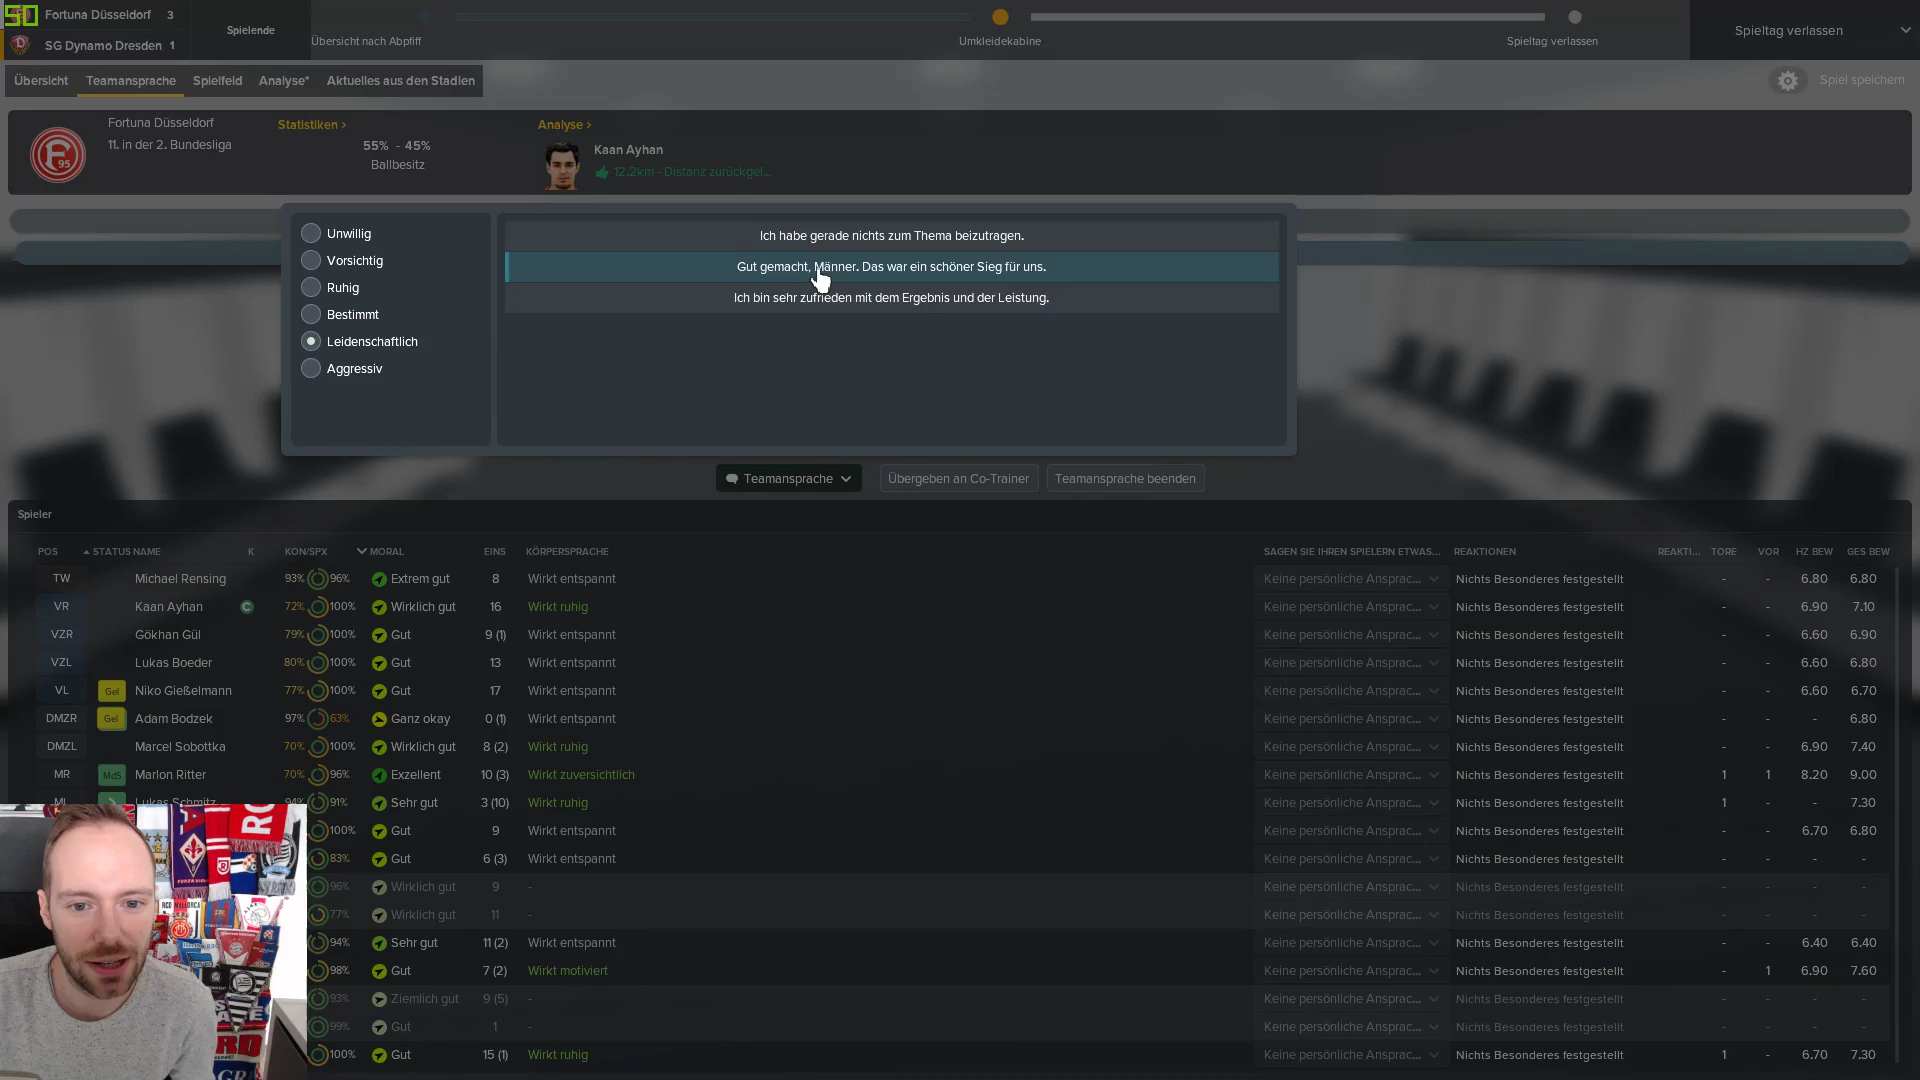 50
Fortuna Düsseldorf 3
SG Dynamo Dresden 1
Spielende
Übersicht nach Abpfiff
Umkleidekabine
Spieltag verlassen
Spieltag verlassen
Übersicht
Teamansprache
Spielfeld
Analyse*
Aktuelles aus den Stadien
Spiel speichern
Fortuna Düsseldorf
11. in der 2. Bundesliga
Statistiken >
55% - 45%
Ballbesitz
Analyse >
Kaan Ayhan
12.2km - Distanz zurückgel...
F
95
Unwillig
Vorsichtig
Ruhig
Bestimmt
Leidenschaftlich
Aggressiv
Ich habe gerade nichts zum Thema beizutragen.
Gut gemacht, Männer. Das war ein schöner Sieg für uns.
Ich bin sehr zufrieden mit dem Ergebnis und der Leistung.
Teamansprache
Übergeben an Co-Trainer
Teamansprache beenden
Spieler
POS STATUS NAME K KON/SPX MORAL EINS KÖRPERSPRACHE SAGEN SIE IHREN SPIELERN ETWAS... REAKTIONEN REAKTI... TORE VOR HZ BEW GES BEW
TW Michael Rensing 93% 96% Extrem gut 8 Wirkt entspannt Keine persönliche Ansprac... Nichts Besonderes festgestellt - - 6.80 6.80
VR Kaan Ayhan C 72% 100% Wirklich gut 16 Wirkt ruhig Keine persönliche Ansprac... Nichts Besonderes festgestellt - - 6.90 7.10
VZR Gökhan Gül 79% 100% Gut 9 (1) Wirkt entspannt Keine persönliche Ansprac... Nichts Besonderes festgestellt - - 6.60 6.90
VZL Lukas Boeder 80% 100% Gut 13 Wirkt entspannt Keine persönliche Ansprac... Nichts Besonderes festgestellt - - 6.60 6.80
VL Gel Niko Gießelmann 77% 100% Gut 17 Wirkt entspannt Keine persönliche Ansprac... Nichts Besonderes festgestellt - - 6.60 6.70
DMZR Gel Adam Bodzek 97% 63% Ganz okay 0 (1) Wirkt entspannt Keine persönliche Ansprac... Nichts Besonderes festgestellt - - - 6.80
DMZL Marcel Sobottka 70% 100% Wirklich gut 8 (2) Wirkt ruhig Keine persönliche Ansprac... Nichts Besonderes festgestellt - - 6.90 7.40
MR MdS Marlon Ritter 70% 96% Exzellent 10 (3) Wirkt zuversichtlich Keine persönliche Ansprac... Nichts Besonderes festgestellt 1 1 8.20 9.00
ML Lukas Schmitz 94% 91% Sehr gut 3 (10) Wirkt ruhig Keine persönliche Ansprac... Nichts Besonderes festgestellt 1 - - 7.30
100% Gut 9 Wirkt entspannt Keine persönliche Ansprac... Nichts Besonderes festgestellt - - 6.70 6.80
83% Gut 6 (3) Wirkt entspannt Keine persönliche Ansprac... Nichts Besonderes festgestellt - - - -
96% Wirklich gut 9 - Keine persönliche Ansprac... Nichts Besonderes festgestellt - - - -
77% Wirklich gut 11 - Keine persönliche Ansprac... Nichts Besonderes festgestellt - - - -
94% Sehr gut 11 (2) Wirkt entspannt Keine persönliche Ansprac... Nichts Besonderes festgestellt - - 6.40 6.40
98% Gut 7 (2) Wirkt motiviert Keine persönliche Ansprac... Nichts Besonderes festgestellt - 1 6.90 7.60
93% Ziemlich gut 9 (5) - Keine persönliche Ansprac... Nichts Besonderes festgestellt - - - -
99% Gut 1 - Keine persönliche Ansprac... Nichts Besonderes festgestellt - - - -
100% Gut 15 (1) Wirkt ruhig Keine persönliche Ansprac... Nichts Besonderes festgestellt 1 - 6.70 7.30
RCD MALLORCA